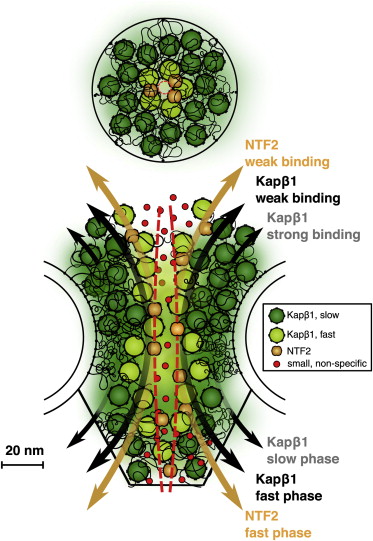 NTF2
weak binding
Kapβ1
weak binding
Kapβ1
strong binding
Kapβ1, slow
Kapβ1, fast
NTF2
small, non-specific
Kapβ1
slow phase
20 nm
Kapβ1
fast phase
NTF2
fast phase